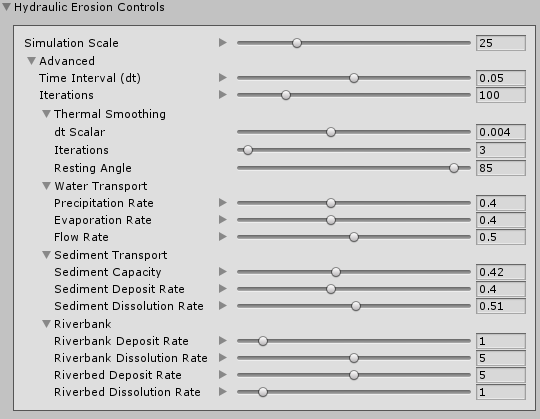 Hydraulic Erosion Controls
Simulation Scale 25
Advanced
Time Interval (dt) 0.05
Iterations 100
Thermal Smoothing
dt Scalar 0.004
Iterations 3
Resting Angle 85
Water Transport
Precipitation Rate 0.4
Evaporation Rate 0.4
Flow Rate 0.5
Sediment Transport
Sediment Capacity 0.42
Sediment Deposit Rate 0.4
Sediment Dissolution Rate 0.51
Riverbank
Riverbank Deposit Rate 1
Riverbank Dissolution Rate 5
Riverbed Deposit Rate 5
Riverbed Dissolution Rate 1